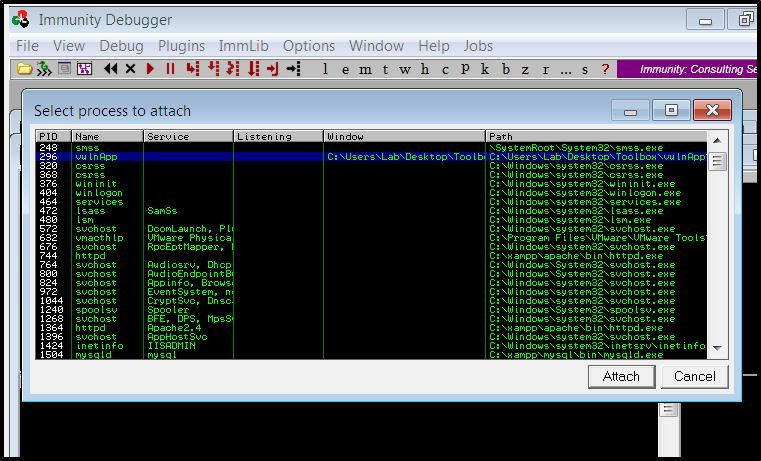 Immunity Debugger
File View Debug Plugins ImmLib Options Window Help Jobs
l e m t w h c p k b z r ... s ? Immunity: Consulting Se
Select process to attach
PID Name Service Listening Window Path
248 smss \SystemRoot\System32\smss.exe
296 vulnApp C:\Users\Lab\Desktop\Toolbo C:\Users\Lab\Desktop\Toolbox\vulnApp
320 csrss C:\Windows\system32\csrss.exe
368 csrss C:\Windows\system32\csrss.exe
376 wininit C:\Windows\system32\wininit.exe
404 winlogon C:\Windows\system32\winlogon.exe
464 services C:\Windows\system32\services.exe
472 lsass SamSs C:\Windows\system32\lsass.exe
480 lsm C:\Windows\system32\lsm.exe
572 svchost DcomLaunch, Pl C:\Windows\system32\svchost.exe
632 vmacthlp VMware Physica C:\Program Files\VMware\VMware Tools\
676 svchost RpcEptMapper, C:\Windows\system32\svchost.exe
744 httpd C:\xampp\apache\bin\httpd.exe
764 svchost Audiosrv, Dhcp C:\Windows\System32\svchost.exe
800 svchost AudioEndpointB C:\Windows\System32\svchost.exe
824 svchost Appinfo, Brows C:\Windows\system32\svchost.exe
972 svchost EventSystem, n C:\Windows\system32\svchost.exe
1044 svchost CryptSvc, Dnsc C:\Windows\system32\svchost.exe
1240 spoolsv Spooler C:\Windows\System32\spoolsv.exe
1268 svchost BFE, DPS, MpsS C:\Windows\system32\svchost.exe
1364 httpd Apache2.4 C:\xampp\apache\bin\httpd.exe
1396 svchost AppHostSvc C:\Windows\system32\svchost.exe
1424 inetinfo IISADMIN C:\Windows\system32\inetsrv\inetinfo
1504 mysqld mysql C:\xampp\mysql\bin\mysqld.exe
Attach Cancel